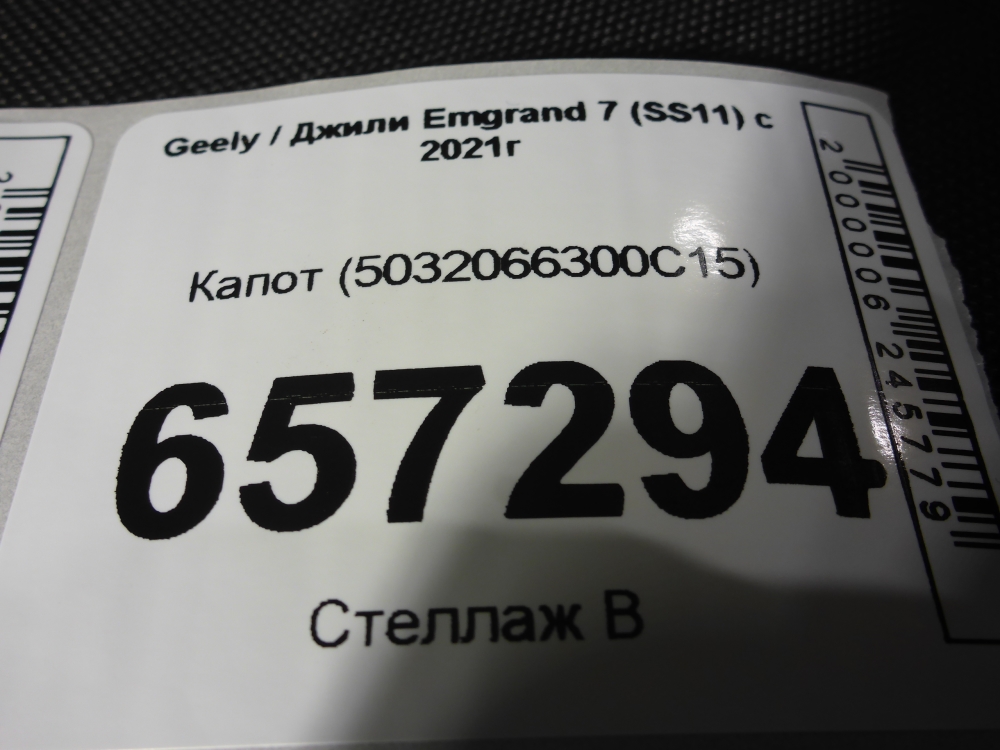 Geely / Джили Emgrand 7 (SS11) с
2021г
Капот (5032066300C15)
657294
Стеллаж В
2000006245779